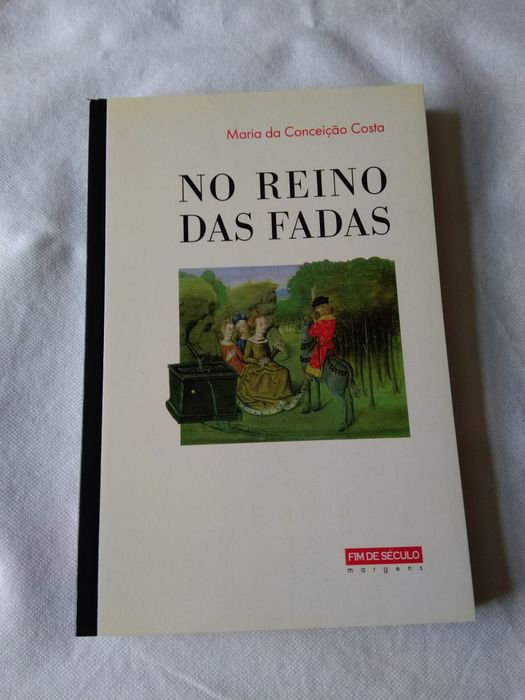 Maria da Conceição Costa
NO REINO
DAS FADAS
FIM DE SÉCULO
margens